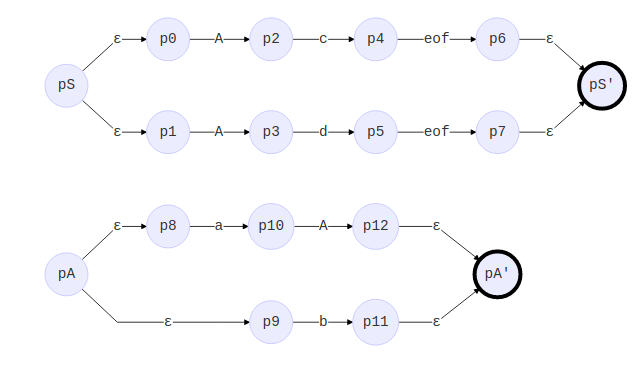 ε p0 A p2 c p4 eof p6 ε
pS pS'
ε p1 A p3 d p5 eof p7 ε
ε p8 a p10 A p12 ε
pA pA'
ε p9 b p11 ε